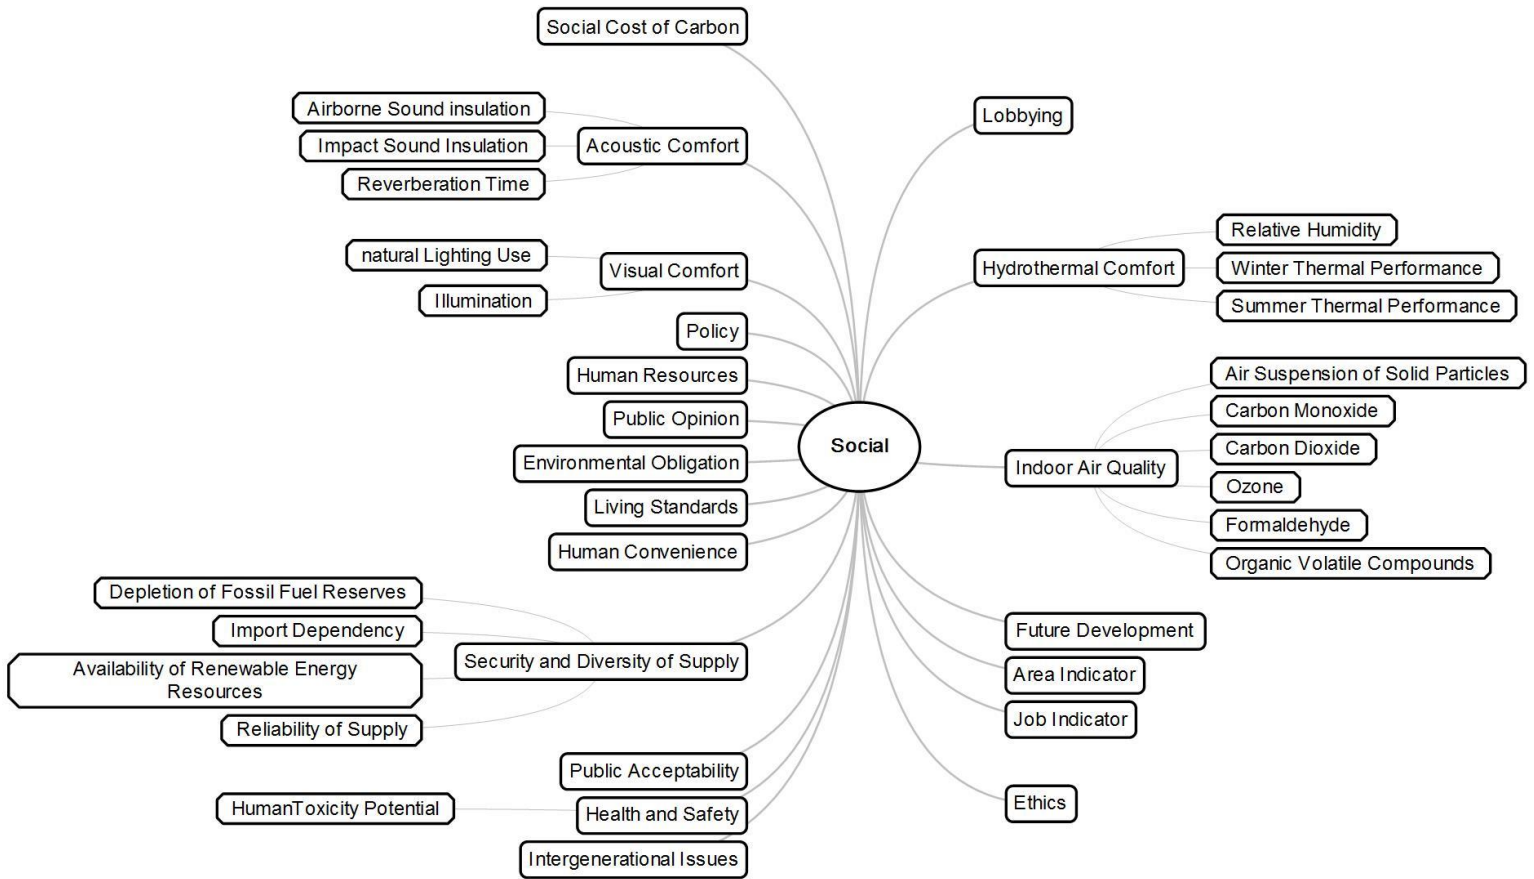 Social Cost of Carbon
Airborne Sound insulation
Impact Sound Insulation
Reverberation Time
Acoustic Comfort
natural Lighting Use
Illumination
Visual Comfort
Policy
Human Resources
Public Opinion
Environmental Obligation
Living Standards
Human Convenience
Depletion of Fossil Fuel Reserves
Import Dependency
Availability of Renewable Energy
Resources
Reliability of Supply
Security and Diversity of Supply
Public Acceptability
HumanToxicity Potential
Health and Safety
Intergenerational Issues
Social
Lobbying
Hydrothermal Comfort
Relative Humidity
Winter Thermal Performance
Summer Thermal Performance
Indoor Air Quality
Air Suspension of Solid Particles
Carbon Monoxide
Carbon Dioxide
Ozone
Formaldehyde
Organic Volatile Compounds
Future Development
Area Indicator
Job Indicator
Ethics